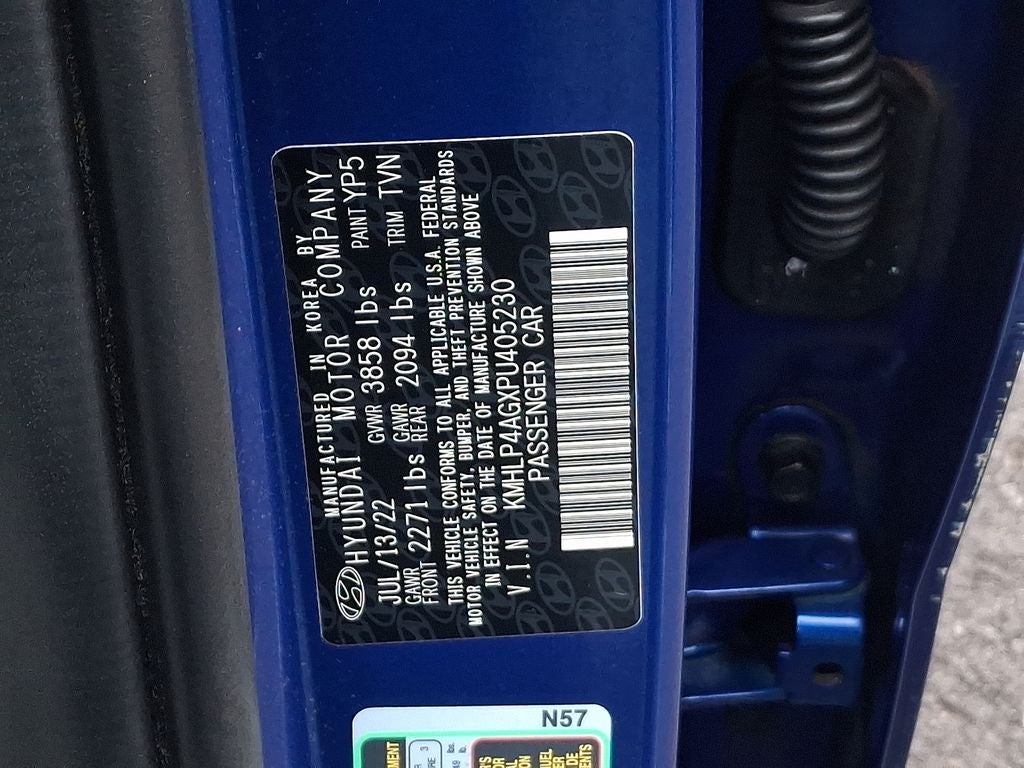 MANUFACTURED IN KOREA BY
HYUNDAI MOTOR COMPANY
JUL/13/22 GVWR 3858 lbs PAINT YP5
GAWR FRONT 2271 lbs GAWR REAR 2094 lbs TRIM TVN
THIS VEHICLE CONFORMS TO ALL APPLICABLE U.S.A. FEDERAL
MOTOR VEHICLE SAFETY, BUMPER, AND THEFT PREVENTION STANDARDS
IN EFFECT ON THE DATE OF MANUFACTURE SHOWN ABOVE
V.I.N KMHLP4AGXPU405230
PASSENGER CAR
N57